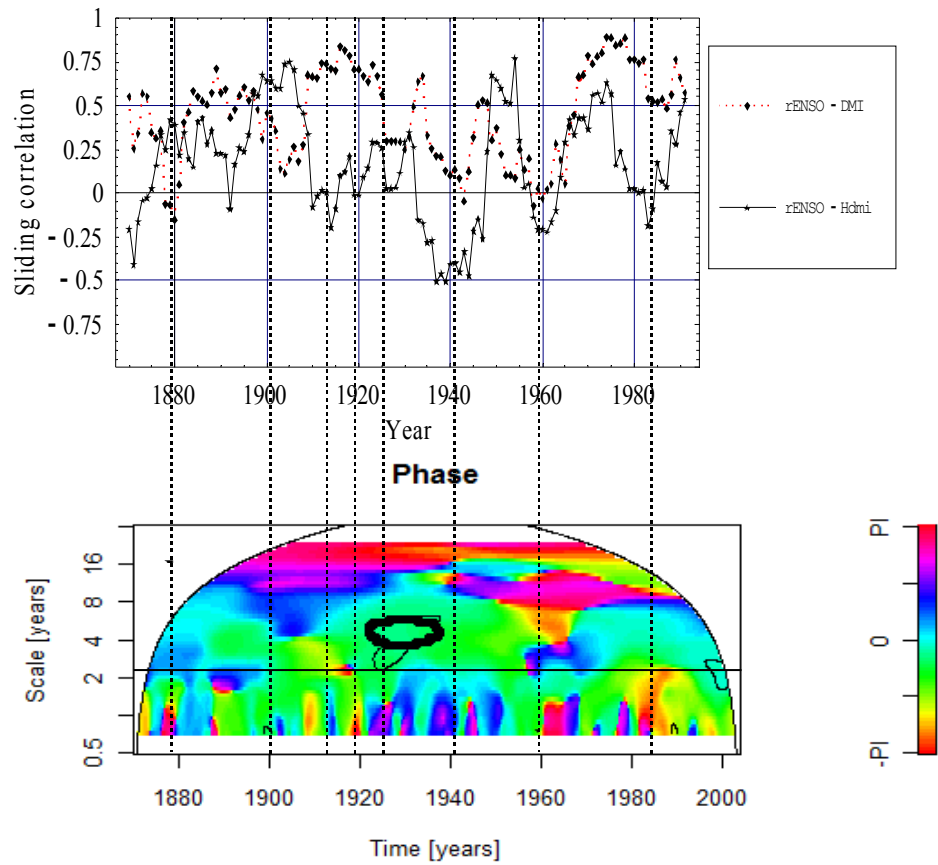 1
0.75
0.5
0.25
0
- 0.25
- 0.5
- 0.75
Sliding correlation
1880 1900 1920 1940 1960 1980
Year
rENSO - DMI
rENSO - Hdmi
Phase
16
8
4
2
0.5
Scale [years]
1880 1900 1920 1940 1960 1980 2000
Time [years]
PI
0
-PI